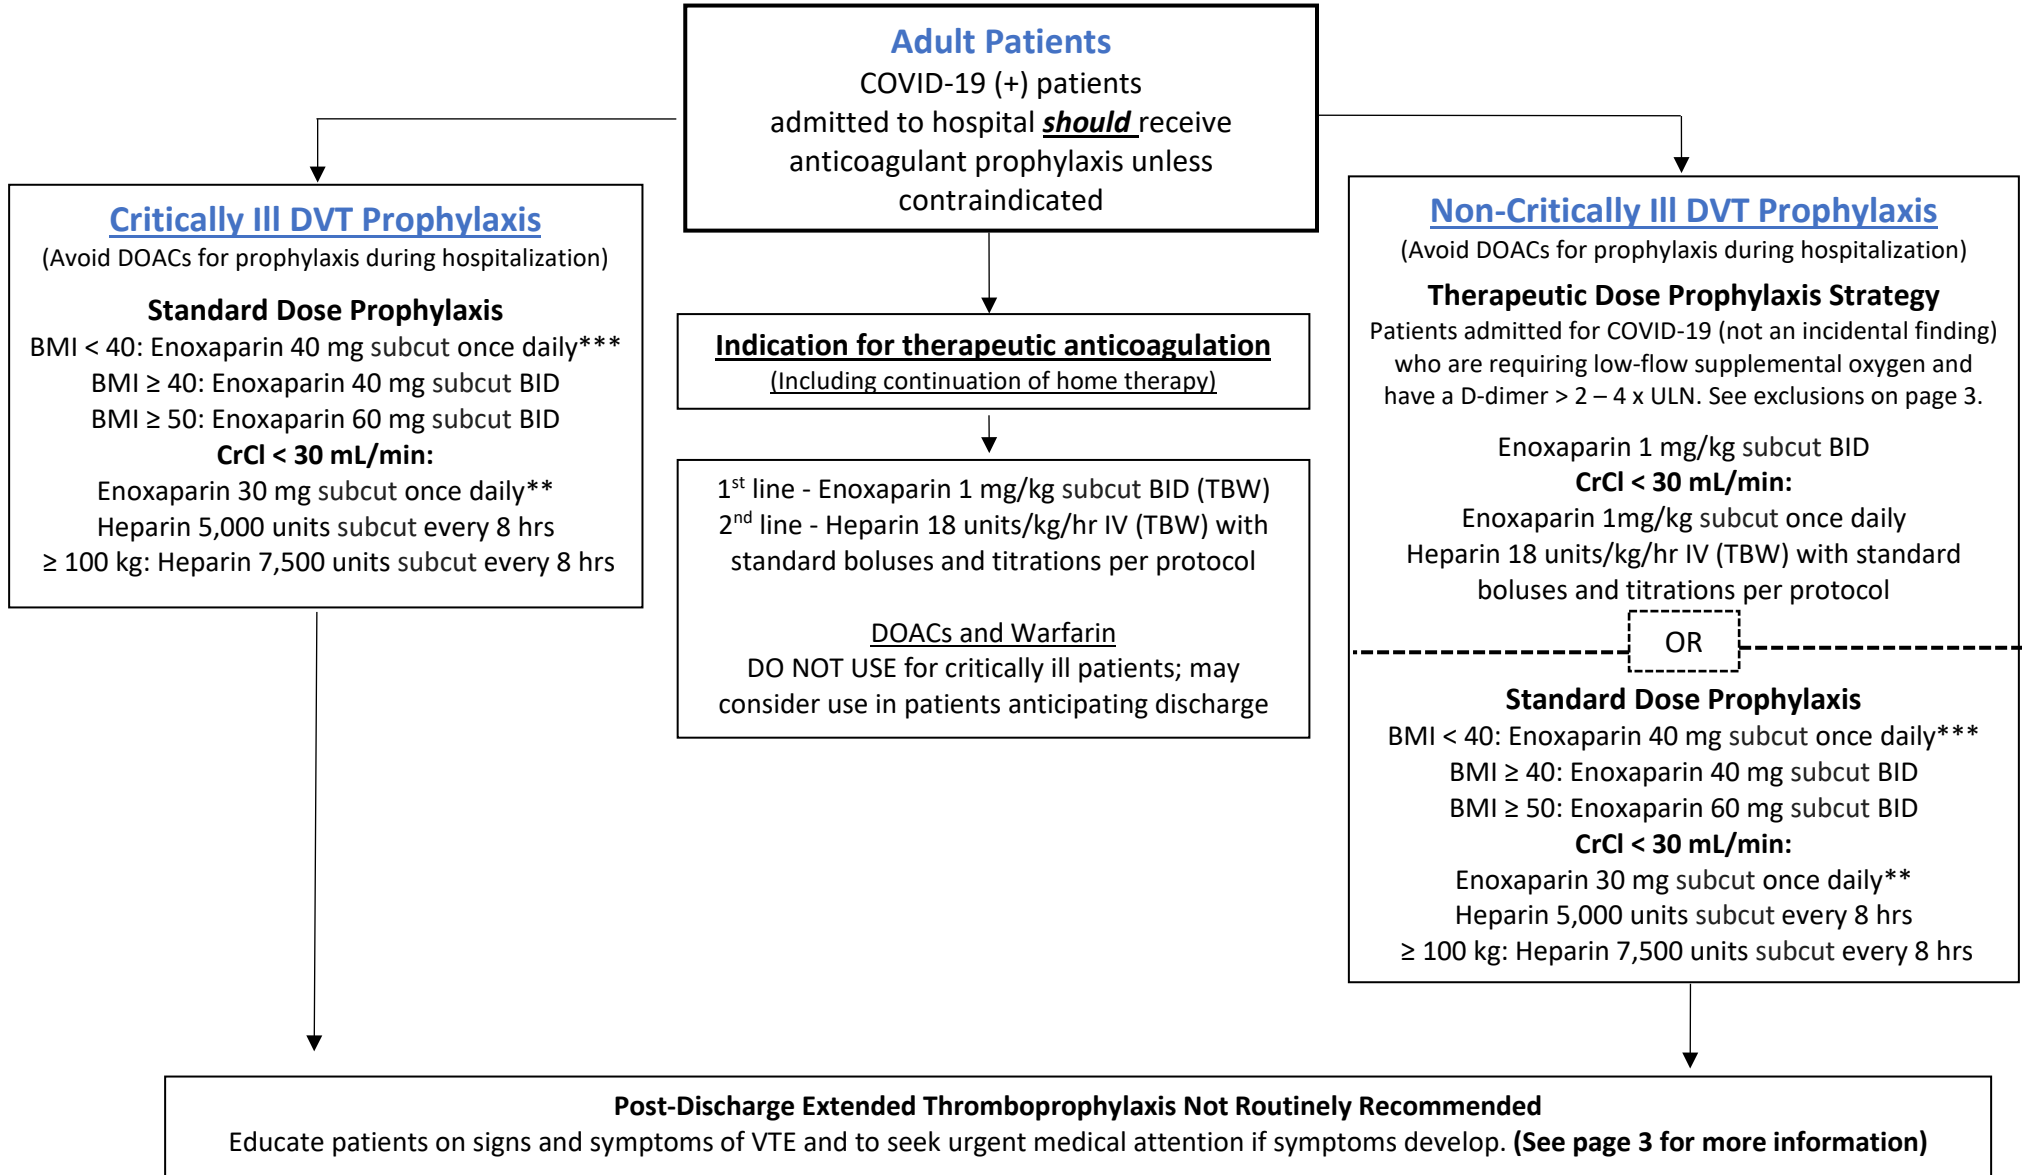 Adult Patients
COVID-19 (+) patients
admitted to hospital should receive
anticoagulant prophylaxis unless
contraindicated
Critically Ill DVT Prophylaxis
(Avoid DOACs for prophylaxis during hospitalization)
Standard Dose Prophylaxis
BMI < 40: Enoxaparin 40 mg subcut once daily***
BMI ≥ 40: Enoxaparin 40 mg subcut BID
BMI ≥ 50: Enoxaparin 60 mg subcut BID
CrCl < 30 mL/min:
Enoxaparin 30 mg subcut once daily**
Heparin 5,000 units subcut every 8 hrs
≥ 100 kg: Heparin 7,500 units subcut every 8 hrs
Indication for therapeutic anticoagulation
(Including continuation of home therapy)
1st line - Enoxaparin 1 mg/kg subcut BID (TBW)
2nd line - Heparin 18 units/kg/hr IV (TBW) with
standard boluses and titrations per protocol
DOACs and Warfarin
DO NOT USE for critically ill patients; may
consider use in patients anticipating discharge
Non-Critically Ill DVT Prophylaxis
(Avoid DOACs for prophylaxis during hospitalization)
Therapeutic Dose Prophylaxis Strategy
Patients admitted for COVID-19 (not an incidental finding)
who are requiring low-flow supplemental oxygen and
have a D-dimer > 2 – 4 x ULN. See exclusions on page 3.
Enoxaparin 1 mg/kg subcut BID
CrCl < 30 mL/min:
Enoxaparin 1mg/kg subcut once daily
Heparin 18 units/kg/hr IV (TBW) with standard
boluses and titrations per protocol
OR
Standard Dose Prophylaxis
BMI < 40: Enoxaparin 40 mg subcut once daily***
BMI ≥ 40: Enoxaparin 40 mg subcut BID
BMI ≥ 50: Enoxaparin 60 mg subcut BID
CrCl < 30 mL/min:
Enoxaparin 30 mg subcut once daily**
Heparin 5,000 units subcut every 8 hrs
≥ 100 kg: Heparin 7,500 units subcut every 8 hrs
Post-Discharge Extended Thromboprophylaxis Not Routinely Recommended
Educate patients on signs and symptoms of VTE and to seek urgent medical attention if symptoms develop. (See page 3 for more information)